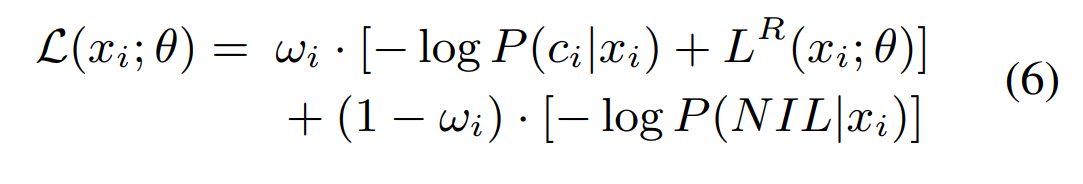 ℒ(xᵢ; θ) = ωᵢ · [− log P(cᵢ|xᵢ) + Lᴿ(xᵢ; θ)]
+ (1 − ωᵢ) · [− log P(NIL|xᵢ)]
(6)